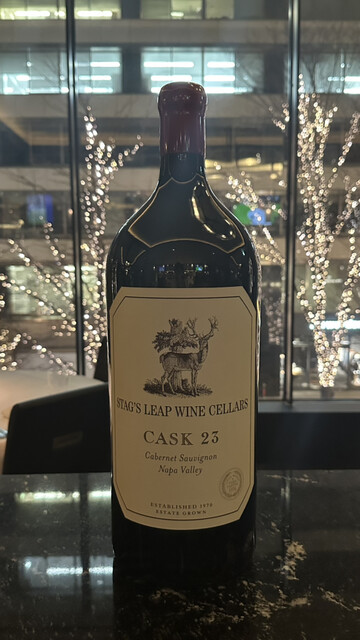 STAG'S LEAP WINE CELLARS
CASK 23
Cabernet Sauvignon
Napa Valley
ESTABLISHED 1970
ESTATE GROWN